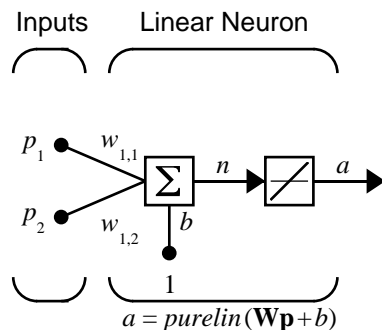 Inputs Linear Neuron
p1 w1,1 n a
Σ
p2 w1,2 b
1
a = purelin(Wp+b)